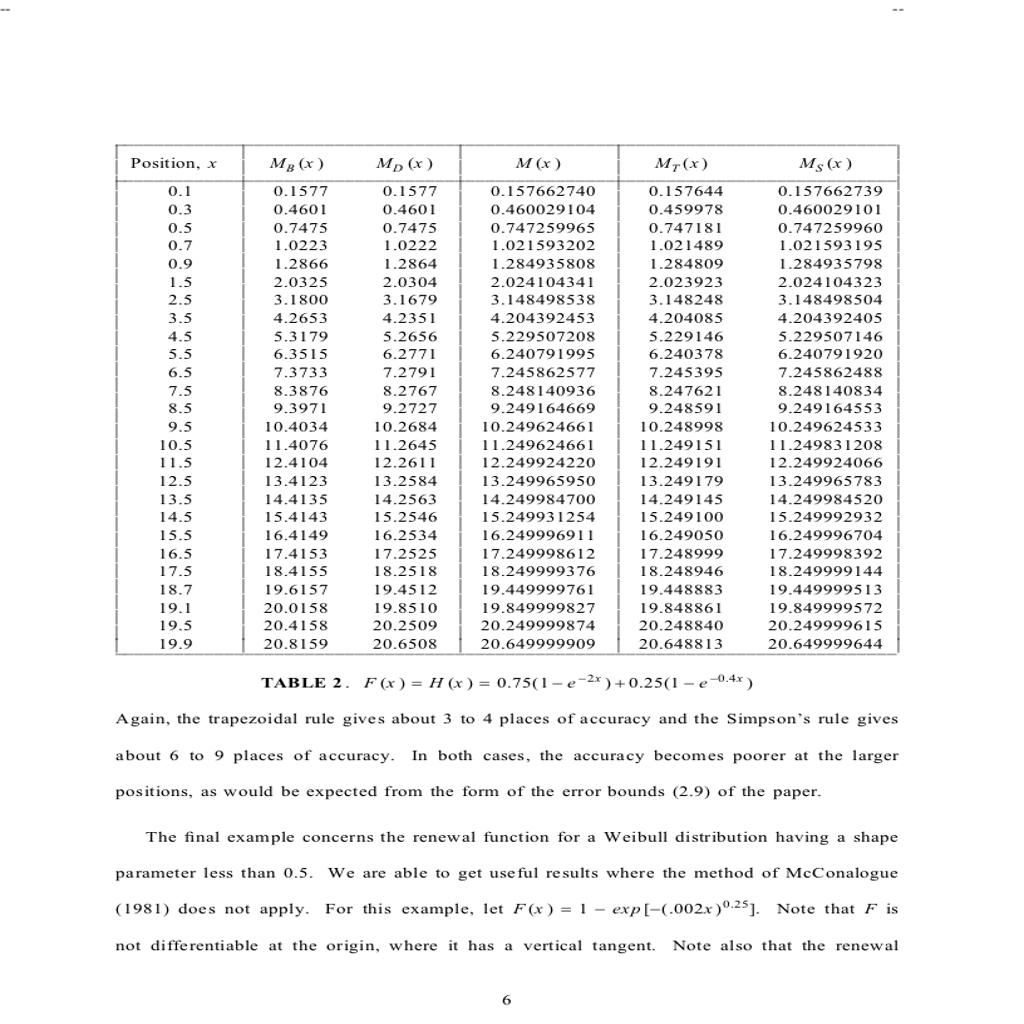 -- --
Position, x M_B(x) M_D(x) M(x) M_T(x) M_S(x)
0.1 0.1577 0.1577 0.157662740 0.157644 0.157662739
0.3 0.4601 0.4601 0.460029104 0.459978 0.460029101
0.5 0.7475 0.7475 0.747259965 0.747181 0.747259960
0.7 1.0223 1.0222 1.021593202 1.021489 1.021593195
0.9 1.2866 1.2864 1.284935808 1.284809 1.284935798
1.5 2.0325 2.0304 2.024104341 2.023923 2.024104323
2.5 3.1800 3.1679 3.148498538 3.148248 3.148498504
3.5 4.2653 4.2351 4.204392453 4.204085 4.204392405
4.5 5.3179 5.2656 5.229507208 5.229146 5.229507146
5.5 6.3515 6.2771 6.240791995 6.240378 6.240791920
6.5 7.3733 7.2791 7.245862577 7.245395 7.245862488
7.5 8.3876 8.2767 8.248140936 8.247621 8.248140834
8.5 9.3971 9.2727 9.249164669 9.248591 9.249164553
9.5 10.4034 10.2684 10.249624661 10.248998 10.249624533
10.5 11.4076 11.2645 11.249624661 11.249151 11.249831208
11.5 12.4104 12.2611 12.249924220 12.249191 12.249924066
12.5 13.4123 13.2584 13.249965950 13.249179 13.249965783
13.5 14.4135 14.2563 14.249984700 14.249145 14.249984520
14.5 15.4143 15.2546 15.249931254 15.249100 15.249992932
15.5 16.4149 16.2534 16.249996911 16.249050 16.249996704
16.5 17.4153 17.2525 17.249998612 17.248999 17.249998392
17.5 18.4155 18.2518 18.249999376 18.248946 18.249999144
18.7 19.6157 19.4512 19.449999761 19.448883 19.449999513
19.1 20.0158 19.8510 19.849999827 19.848861 19.849999572
19.5 20.4158 20.2509 20.249999874 20.248840 20.249999615
19.9 20.8159 20.6508 20.649999909 20.648813 20.649999644
TABLE 2. F(x) = H(x) = 0.75(1 − e^{−2x}) + 0.25(1 − e^{−0.4x})
Again, the trapezoidal rule gives about 3 to 4 places of accuracy and the Simpson's rule gives
about 6 to 9 places of accuracy. In both cases, the accuracy becomes poorer at the larger
positions, as would be expected from the form of the error bounds (2.9) of the paper.
The final example concerns the renewal function for a Weibull distribution having a shape
parameter less than 0.5. We are able to get useful results where the method of McConalogue
(1981) does not apply. For this example, let F(x) = 1 − exp[−(.002x)^{0.25}]. Note that F is
not differentiable at the origin, where it has a vertical tangent. Note also that the renewal
6